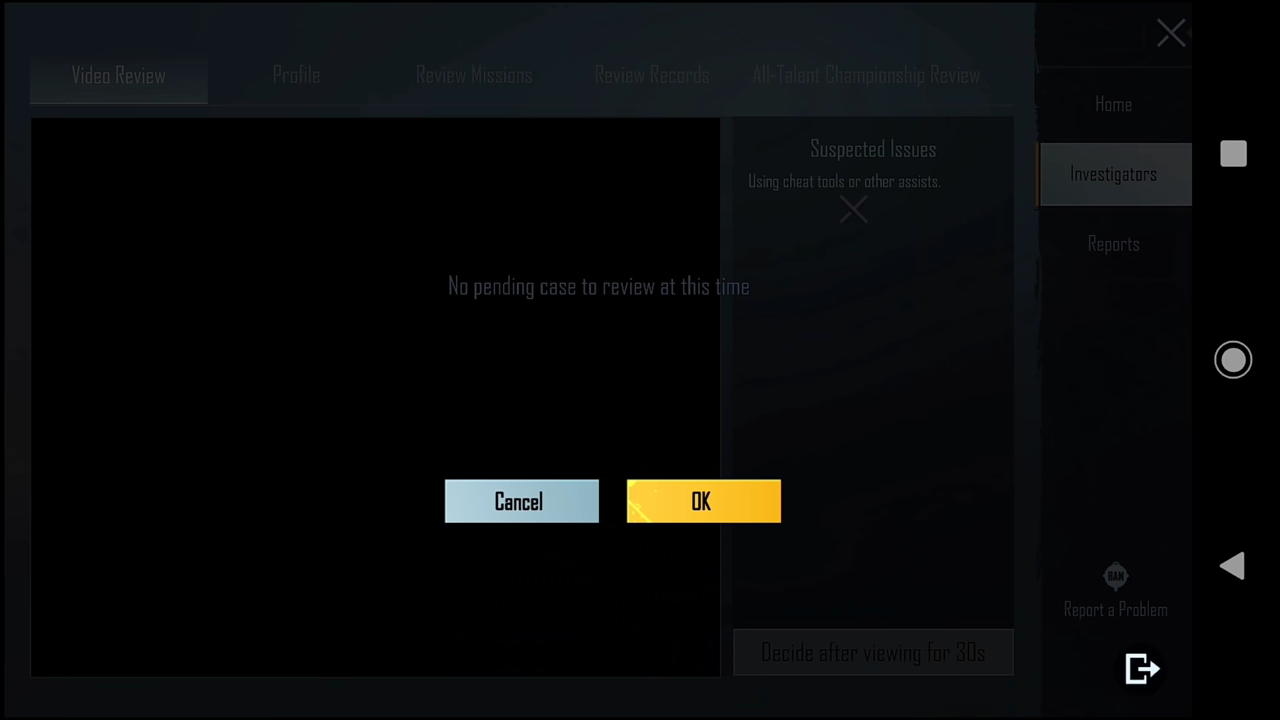 Video Review
Profile
Review Missions
Review Records
All-Talent Championship Review
Home
Investigators
Reports
Suspected Issues
Using cheat tools or other assists.
No pending case to review at this time
Cancel
OK
BAN
Report a Problem
Decide after viewing for 30s